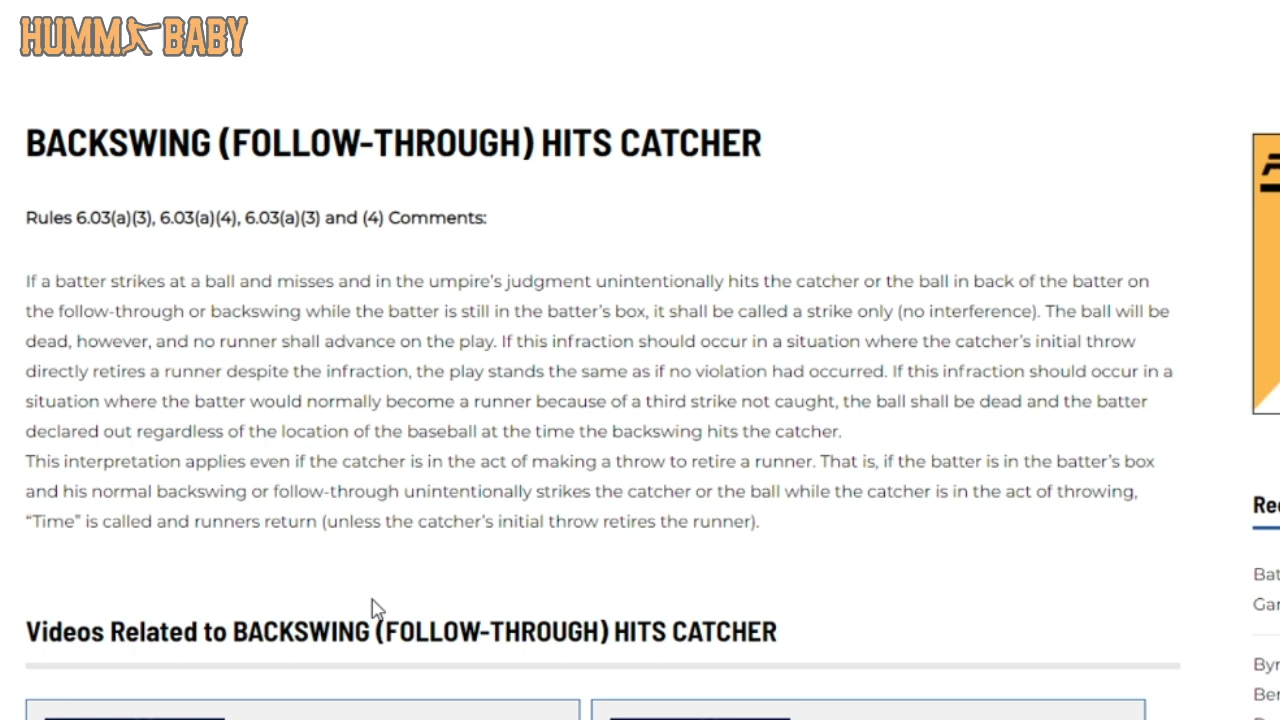 HUMM BABY
BACKSWING (FOLLOW-THROUGH) HITS CATCHER
Rules 6.03(a)(3), 6.03(a)(4), 6.03(a)(3) and (4) Comments:
If a batter strikes at a ball and misses and in the umpire’s judgment unintentionally hits the catcher or the ball in back of the batter on
the follow-through or backswing while the batter is still in the batter’s box, it shall be called a strike only (no interference). The ball will be
dead, however, and no runner shall advance on the play. If this infraction should occur in a situation where the catcher’s initial throw
directly retires a runner despite the infraction, the play stands the same as if no violation had occurred. If this infraction should occur in a
situation where the batter would normally become a runner because of a third strike not caught, the ball shall be dead and the batter
declared out regardless of the location of the baseball at the time the backswing hits the catcher.
This interpretation applies even if the catcher is in the act of making a throw to retire a runner. That is, if the batter is in the batter’s box
and his normal backswing or follow-through unintentionally strikes the catcher or the ball while the catcher is in the act of throwing,
“Time” is called and runners return (unless the catcher’s initial throw retires the runner).
Videos Related to BACKSWING (FOLLOW-THROUGH) HITS CATCHER